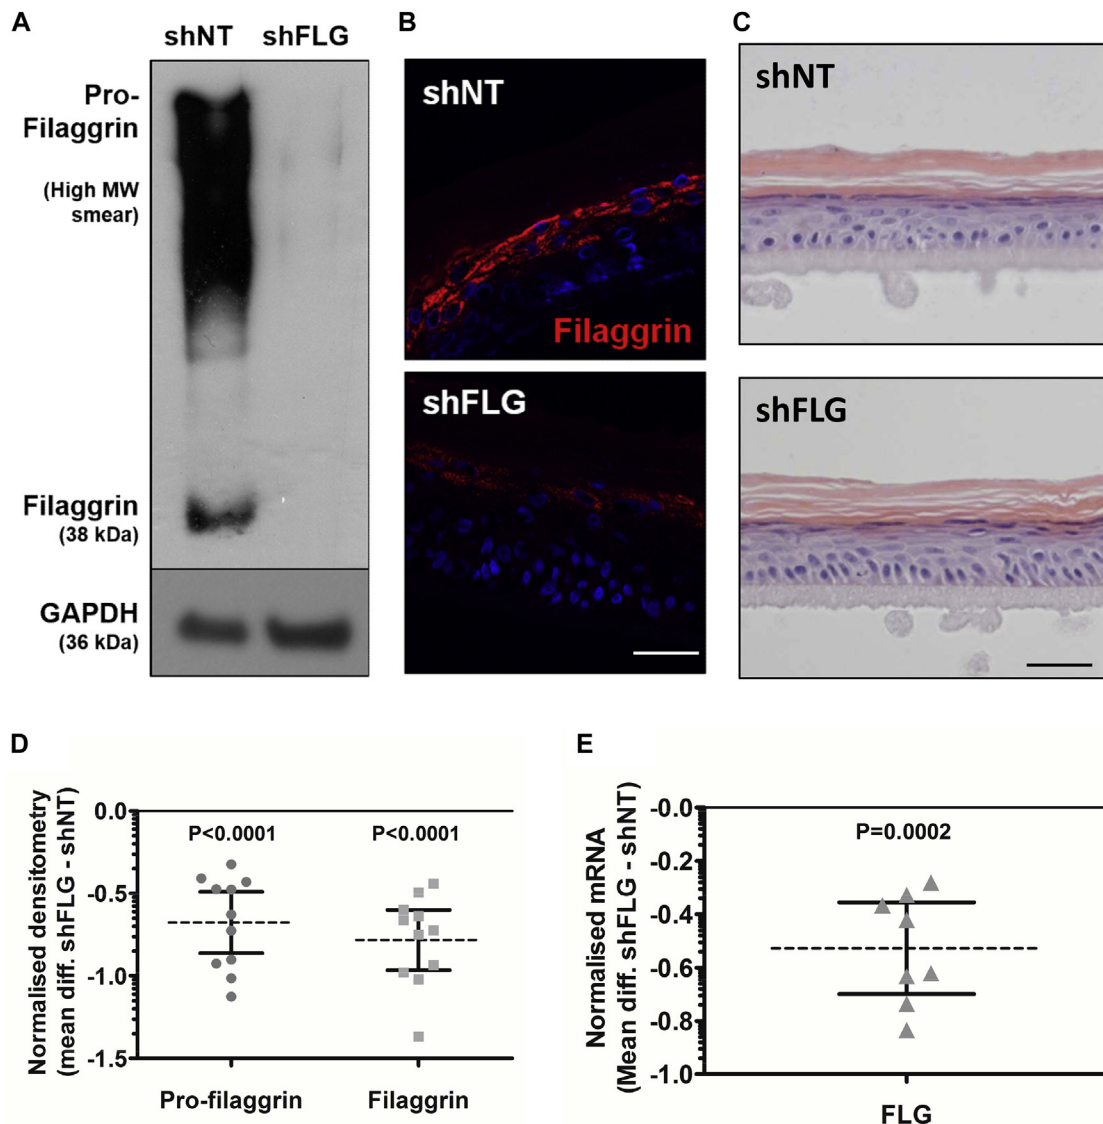 A
shNT shFLG
Pro-
Filaggrin
(High MW
smear)
Filaggrin
(38 kDa)
GAPDH
(36 kDa)
B
shNT
Filaggrin
shFLG
C
shNT
shFLG
D
Normalised densitometry
(mean diff. shFLG - shNT)
0.0
-0.5
-1.0
-1.5
P<0.0001 P<0.0001
Pro-filaggrin Filaggrin
E
Normalised mRNA
(Mean diff. shFLG - shNT)
-0.0
-0.2
-0.4
-0.6
-0.8
-1.0
P=0.0002
FLG